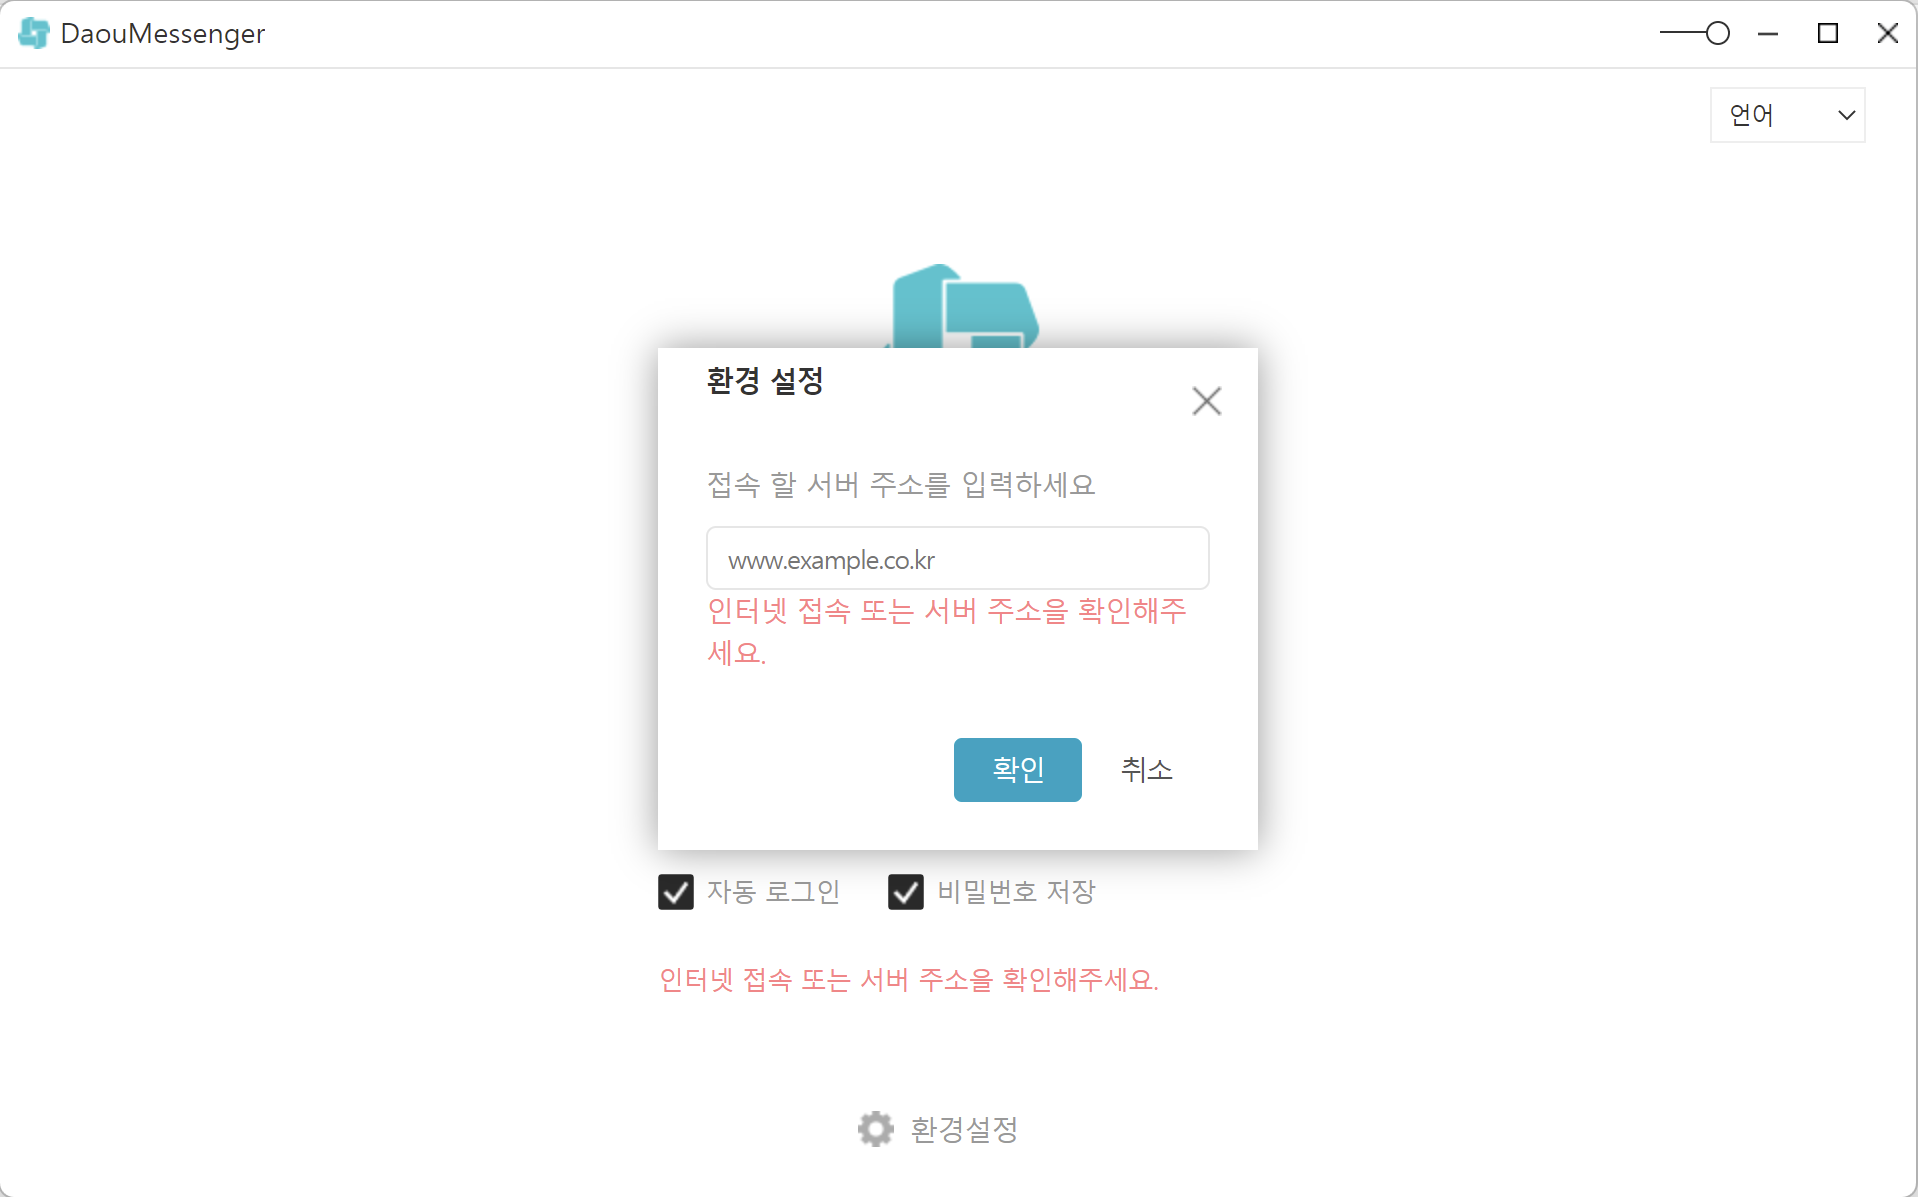 DaouMessenger
언어
환경 설정
접속 할 서버 주소를 입력하세요
www.example.co.kr
인터넷 접속 또는 서버 주소을 확인해주
세요.
확인 취소
자동 로그인 비밀번호 저장
인터넷 접속 또는 서버 주소을 확인해주세요.
환경설정